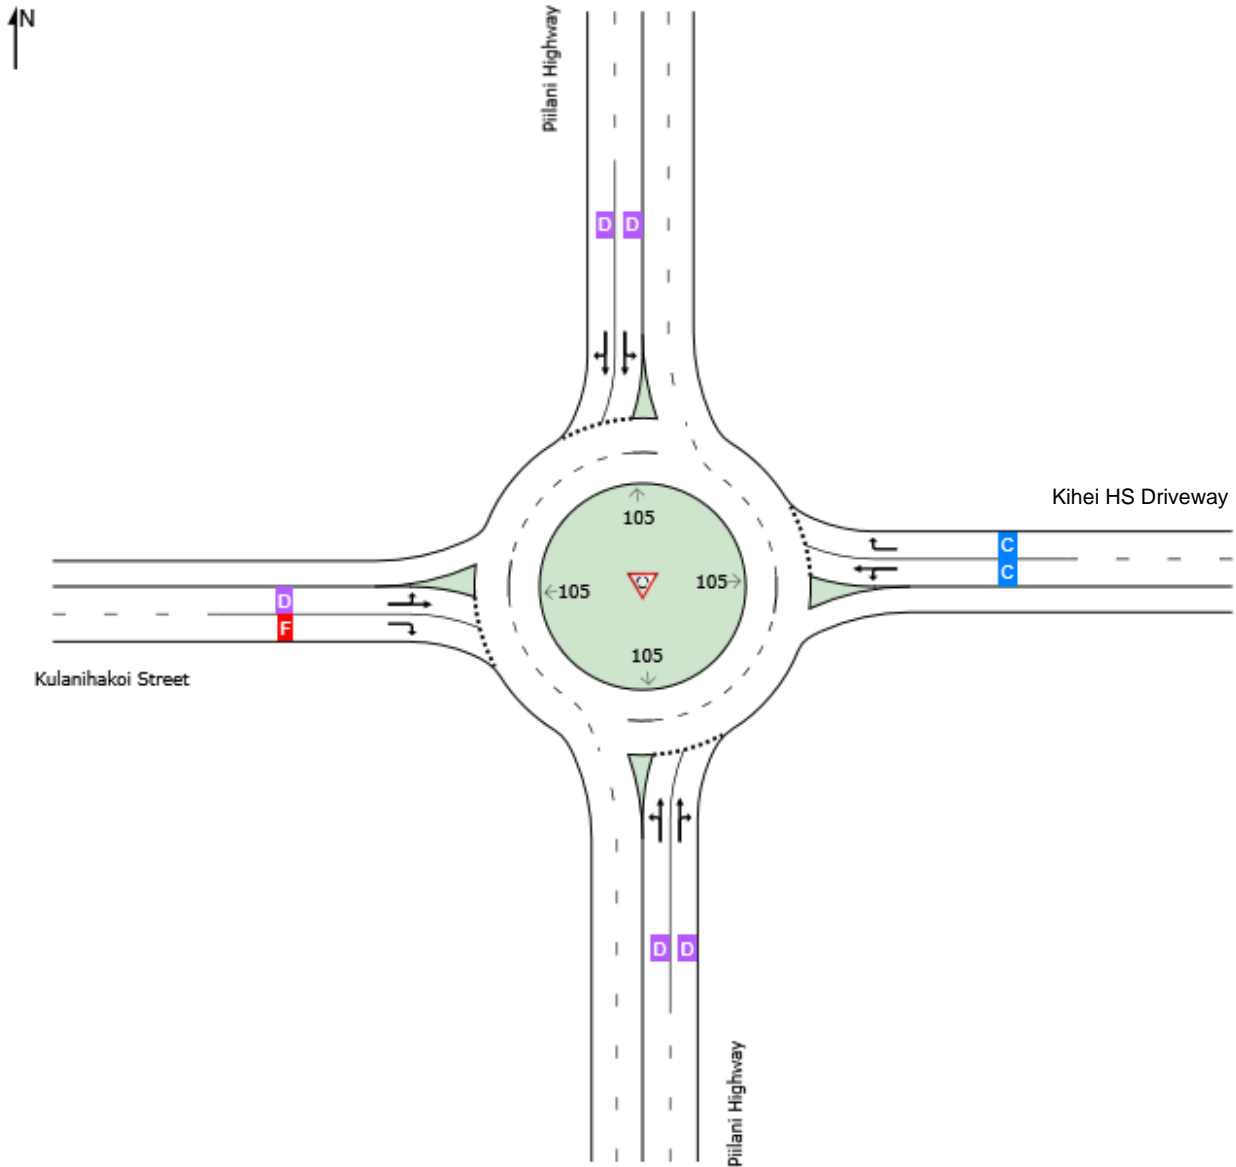 N
Piilani Highway
D D
Kihei HS Driveway
105
C
C
105
105
D
F
105
Kulanihakoi Street
D D
Piilani Highway